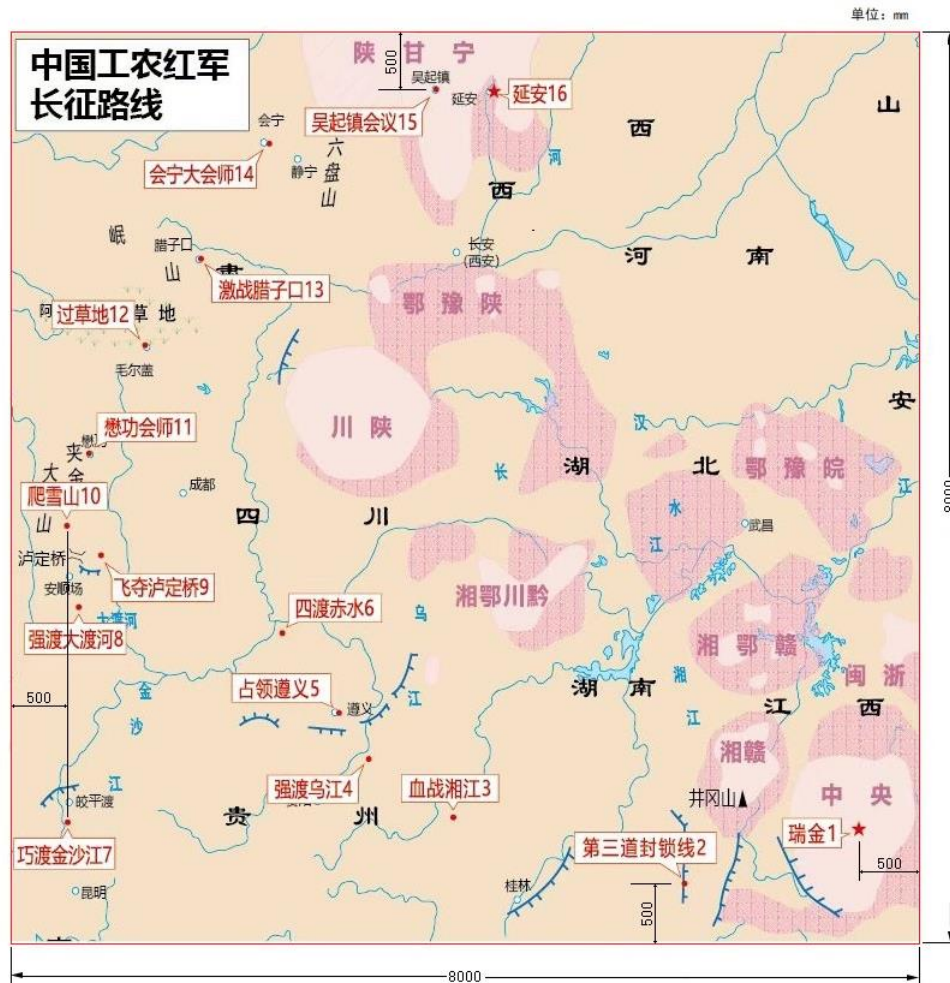 单位：mm
中国工农红军
长征路线
陕 甘 宁
500
吴起镇
延安
延安16
吴起镇会议15
山
西
会宁
六盘山
静宁
会宁大会师14
河
西
岷
山
腊子口
长安
(西安)
河 南
激战腊子口13
鄂 豫 陕
阿
过草地12
草 地
毛尔盖
川 陕
安
懋功会师11
夹金
大
汉
湖 北
鄂 豫 皖
长
爬雪山10
山
成都
四 川
水
江
江
武昌
8000
泸定桥
安顺场
飞夺泸定桥9
湘鄂川黔
四渡赤水6
乌
江
大渡河
强渡大渡河8
湘 鄂 赣
闽 浙
占领遵义5
遵义
金
沙
江
500
湖 南
湘
江
江 西
湘赣
强渡乌江4
血战湘江3
井冈山
中 央
皎平渡
贵 州
瑞金1
巧渡金沙江7
第三道封锁线2
500
昆明
桂林
500
8000